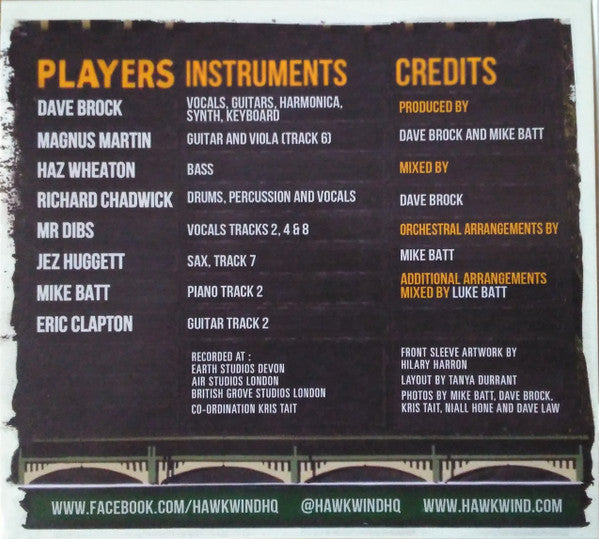 PLAYERS INSTRUMENTS CREDITS
DAVE BROCK
VOCALS, GUITARS, HARMONICA,
SYNTH, KEYBOARD
PRODUCED BY
MAGNUS MARTIN
GUITAR AND VIOLA (TRACK 6)
DAVE BROCK AND MIKE BATT
HAZ WHEATON
BASS
MIXED BY
RICHARD CHADWICK
DRUMS, PERCUSSION AND VOCALS
DAVE BROCK
MR DIBS
VOCALS TRACKS 2, 4 & 8
ORCHESTRAL ARRANGEMENTS BY
JEZ HUGGETT
SAX, TRACK 7
MIKE BATT
MIKE BATT
PIANO TRACK 2
ADDITIONAL ARRANGEMENTS
MIXED BY LUKE BATT
ERIC CLAPTON
GUITAR TRACK 2
RECORDED AT :
EARTH STUDIOS DEVON
AIR STUDIOS LONDON
BRITISH GROVE STUDIOS LONDON
CO-ORDINATION KRIS TAIT
FRONT SLEEVE ARTWORK BY
HILARY HARRON
LAYOUT BY TANYA DURRANT
PHOTOS BY MIKE BATT, DAVE BROCK,
KRIS TAIT, NIALL HONE AND DAVE LAW
WWW.FACEBOOK.COM/HAWKWINDHQ @HAWKWINDHQ WWW.HAWKWIND.COM